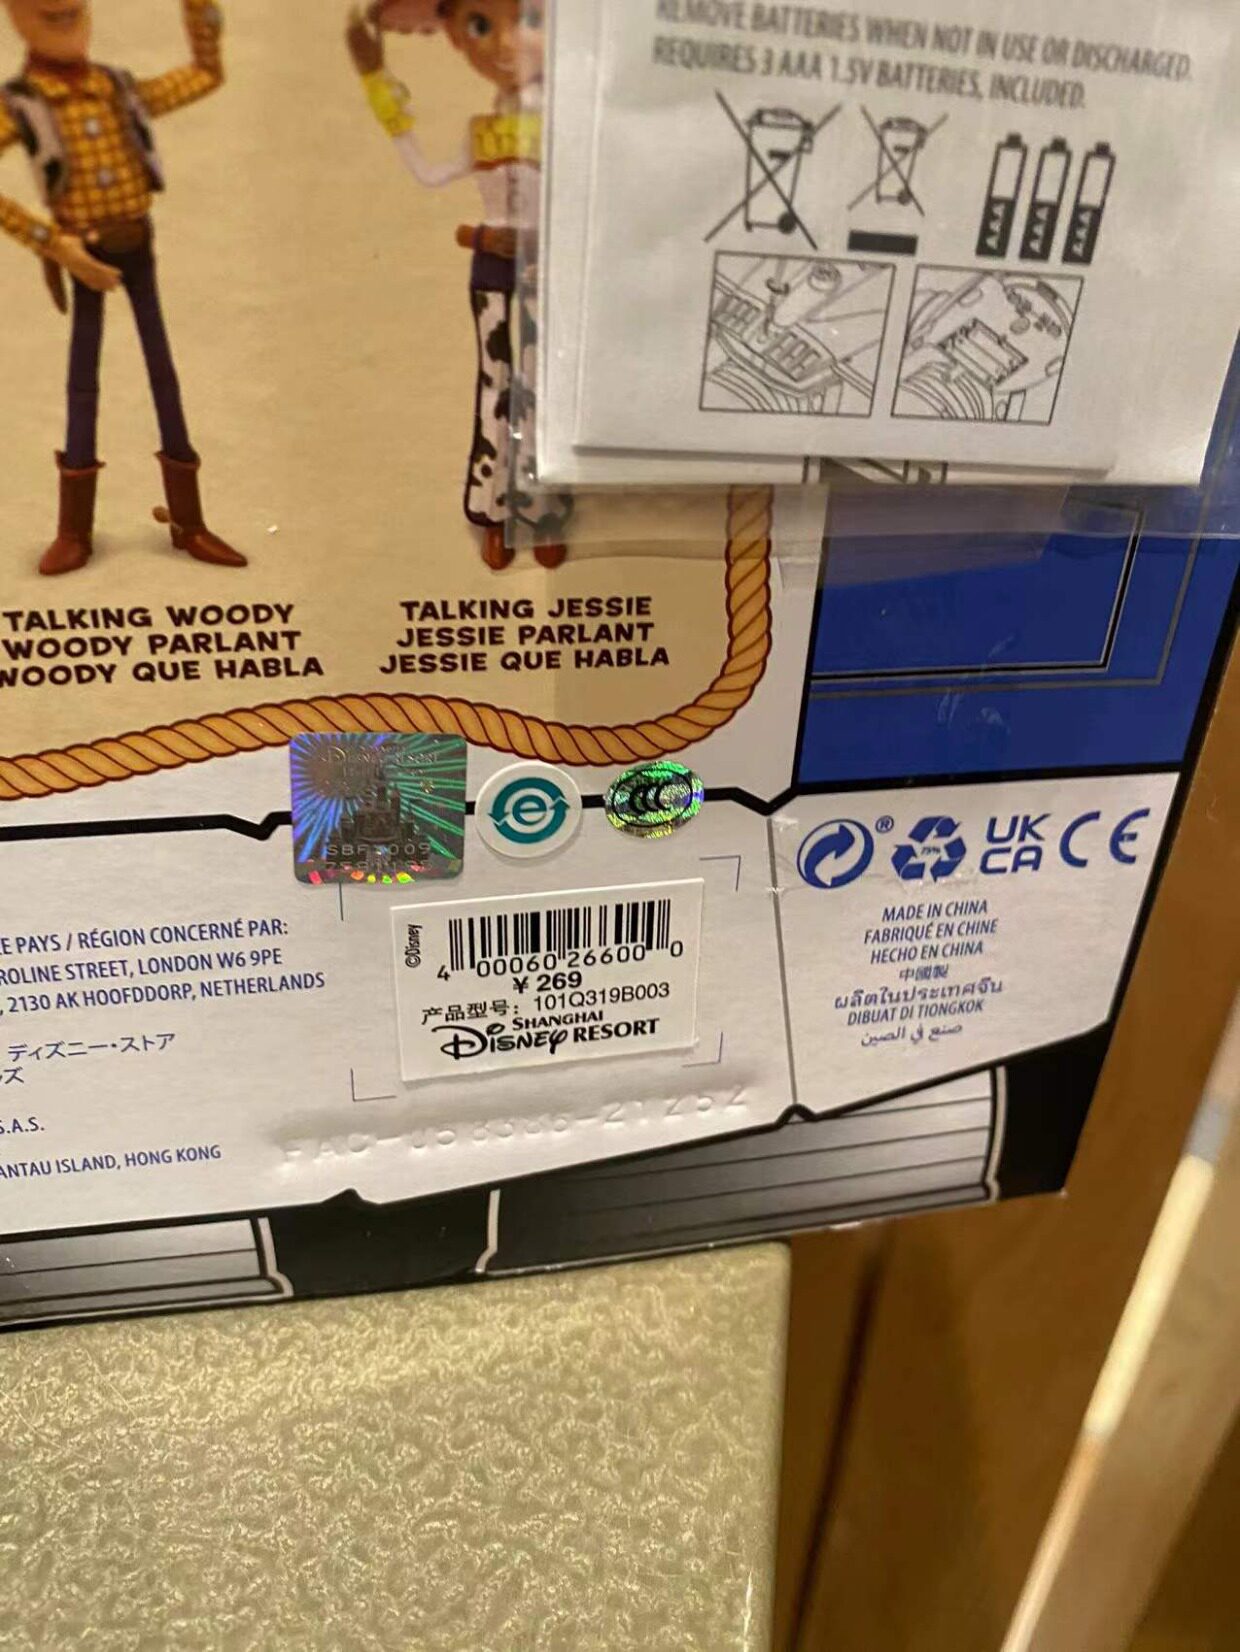 REMOVE BATTERIES WHEN NOT IN USE OR DISCHARGED.
REQUIRES 3 AAA 1.5V BATTERIES, INCLUDED.
AAA AAA AAA
TALKING WOODY
WOODY PARLANT
WOODY QUE HABLA
TALKING JESSIE
JESSIE PARLANT
JESSIE QUE HABLA
e
CCC
®
UK
CA
CE
E PAYS / RÉGION CONCERNÉ PAR:
ROLINE STREET, LONDON W6 9PE
, 2130 AK HOOFDDORP, NETHERLANDS
ディズニー・ストア
ズ
S.A.S.
ANTAU ISLAND, HONG KONG
©Disney
4 00060 26600 0
¥ 269
产品型号: 101Q319B003
SHANGHAI
DISNEY RESORT
MADE IN CHINA
FABRIQUÉ EN CHINE
HECHO EN CHINA
中國製
ผลิตในประเทศจีน
DIBUAT DI TIONGKOK
صنع في الصين